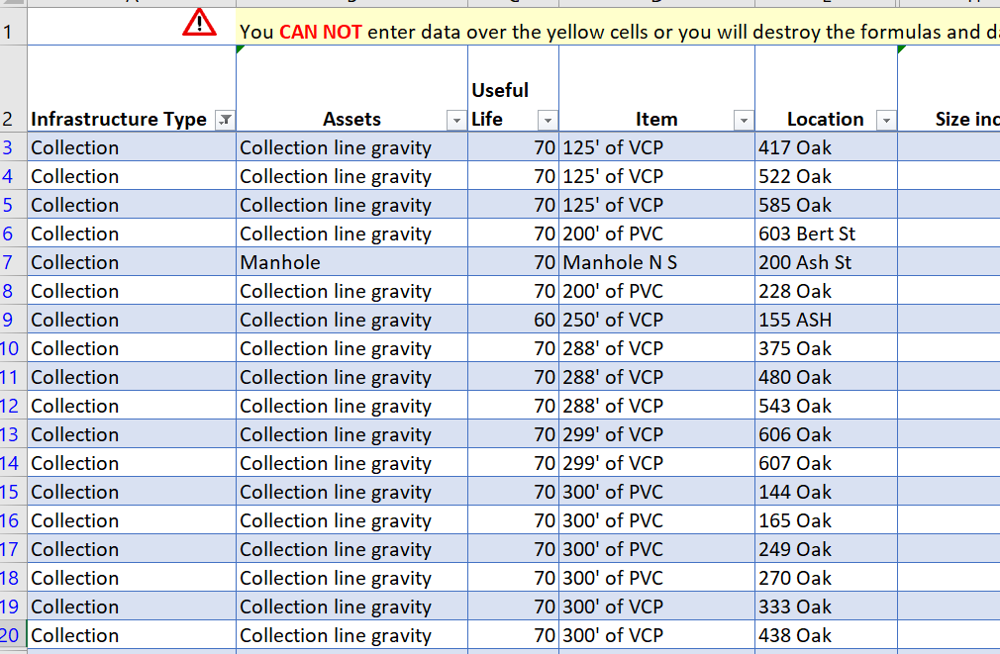 1 You CAN NOT enter data over the yellow cells or you will destroy the formulas and
2 Infrastructure Type Assets Useful Life Item Location Size
3 Collection Collection line gravity 70 125' of VCP 417 Oak
4 Collection Collection line gravity 70 125' of VCP 522 Oak
5 Collection Collection line gravity 70 125' of VCP 585 Oak
6 Collection Collection line gravity 70 200' of PVC 603 Bert St
7 Collection Manhole 70 Manhole N S 200 Ash St
8 Collection Collection line gravity 70 200' of PVC 228 Oak
9 Collection Collection line gravity 60 250' of VCP 155 ASH
10 Collection Collection line gravity 70 288' of VCP 375 Oak
11 Collection Collection line gravity 70 288' of VCP 480 Oak
12 Collection Collection line gravity 70 288' of VCP 543 Oak
13 Collection Collection line gravity 70 299' of VCP 606 Oak
14 Collection Collection line gravity 70 299' of VCP 607 Oak
15 Collection Collection line gravity 70 300' of PVC 144 Oak
16 Collection Collection line gravity 70 300' of PVC 165 Oak
17 Collection Collection line gravity 70 300' of PVC 249 Oak
18 Collection Collection line gravity 70 300' of PVC 270 Oak
19 Collection Collection line gravity 70 300' of VCP 333 Oak
20 Collection Collection line gravity 70 300' of VCP 438 Oak